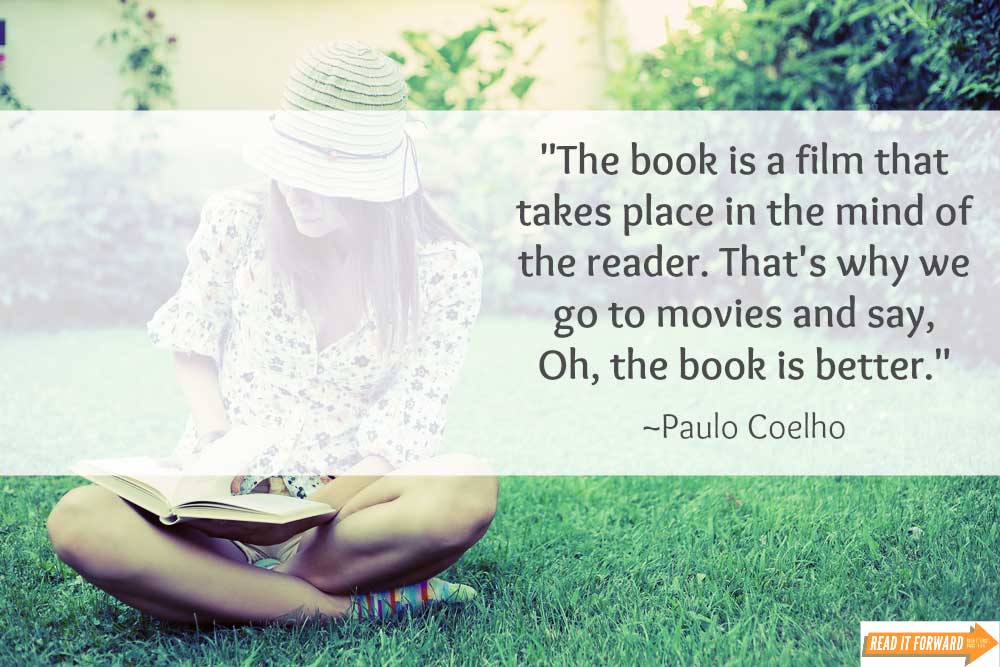 "The book is a film that
takes place in the mind of
the reader. That's why we
go to movies and say,
Oh, the book is better."
~Paulo Coelho
READ IT FORWARD